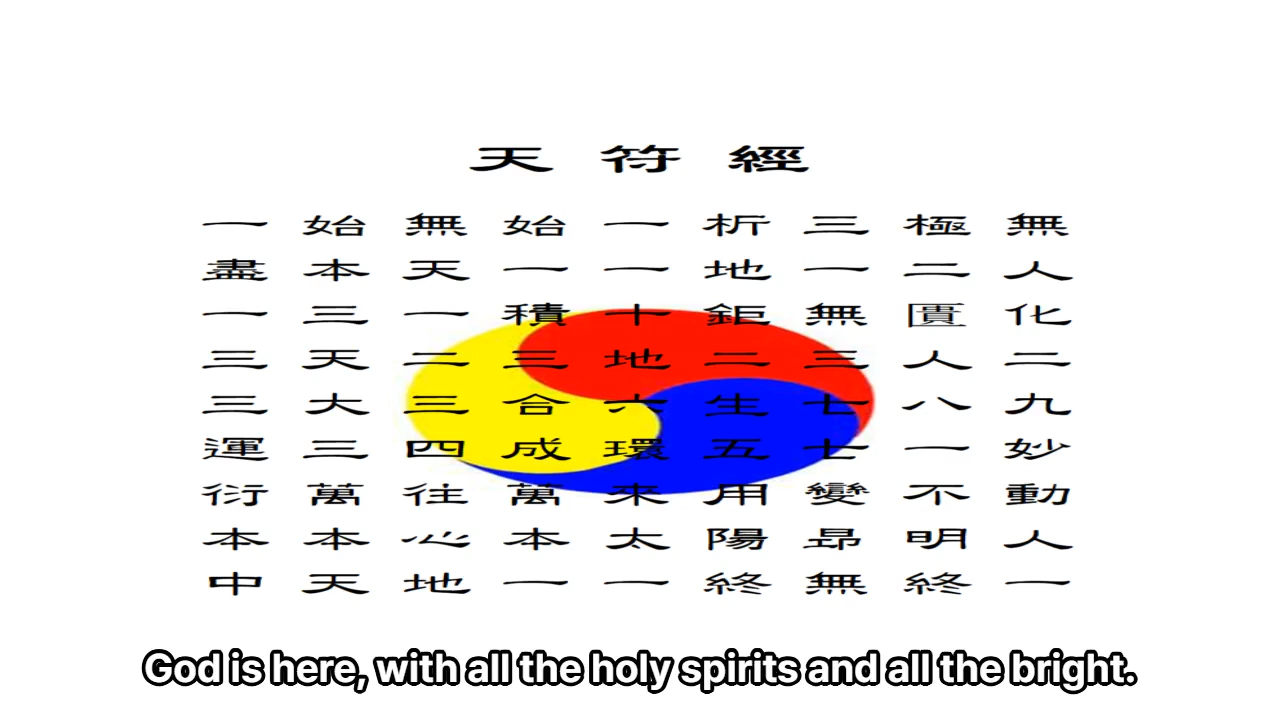 天符經
一始無始一析三極無
盡本天一一地一二人
一三一積十鉅無匱化
三天二三地二三人二
三大三合六生七八九
運三四成環五七一妙
衍萬往萬來用變不動
本本心本太陽昻明人
中天地一一終無終一
God is here, with all the holy spirits and all the bright.